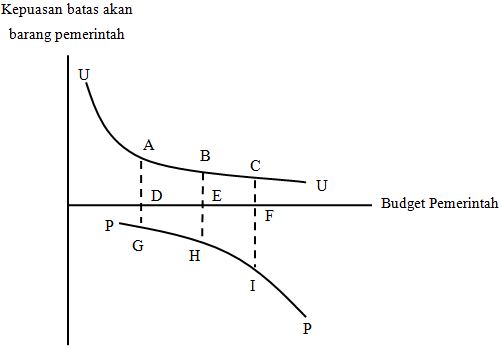 Kepuasan batas akan
barang pemerintah
U
A
B
C
U
D
E
F
Budget Pemerintah
P
G
H
I
P